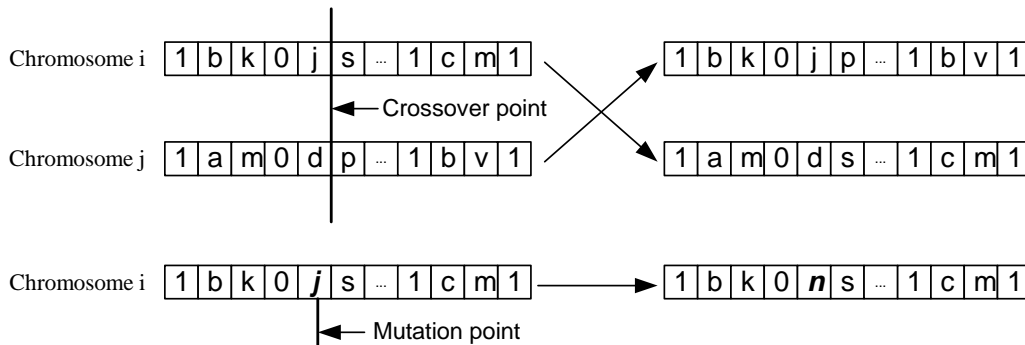 Chromosome i 1 b k 0 j s ... 1 c m 1 1 b k 0 j p ... 1 b v 1
Crossover point
Chromosome j 1 a m 0 d p ... 1 b v 1 1 a m 0 d s ... 1 c m 1
Chromosome i 1 b k 0 j s ... 1 c m 1 1 b k 0 n s ... 1 c m 1
Mutation point